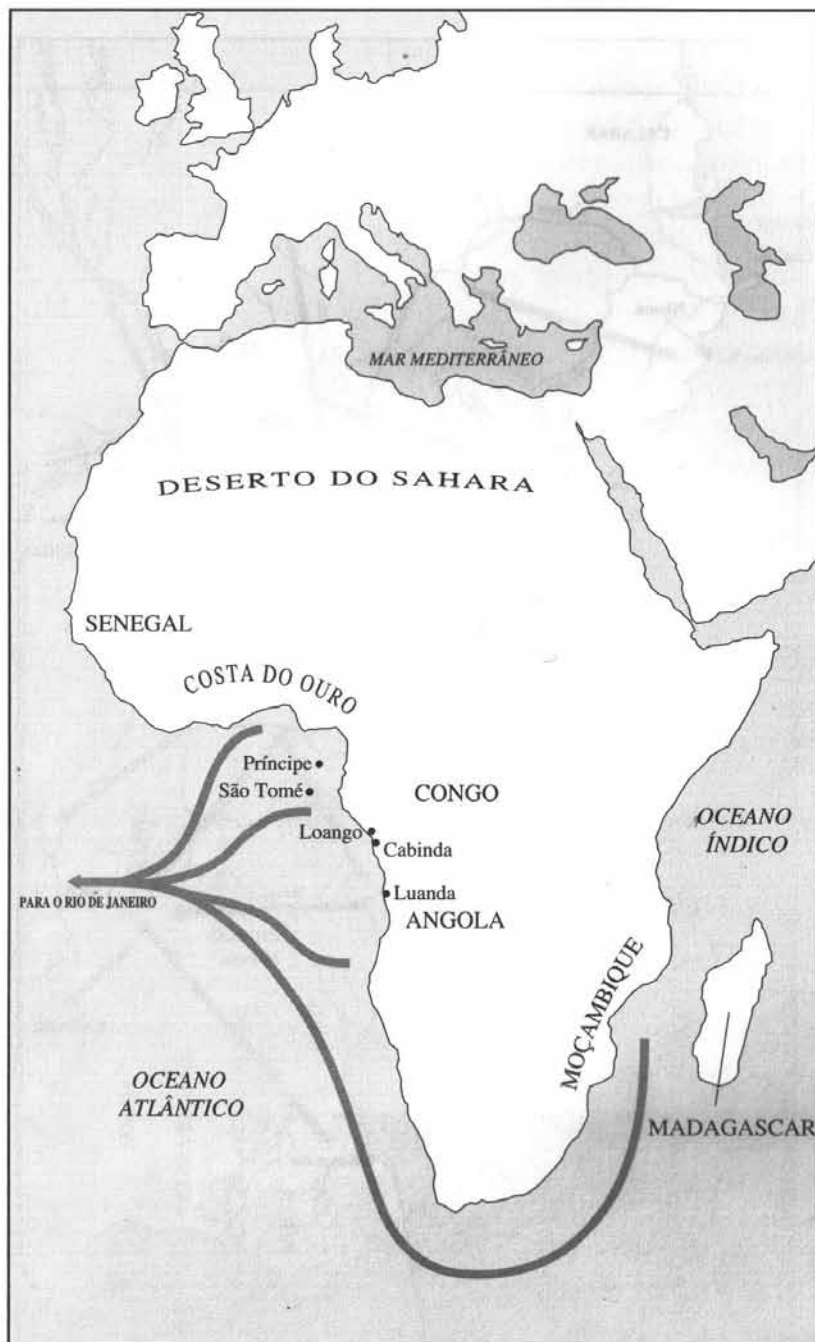 MAR MEDITERRÂNEO
DESERTO DO SAHARA
SENEGAL
COSTA DO OURO
Príncipe
São Tomé
CONGO
Loango
Cabinda
OCEANO
ÍNDICO
PARA O RIO DE JANEIRO
Luanda
ANGOLA
MOÇAMBIQUE
OCEANO
ATLÂNTICO
MADAGASCAR